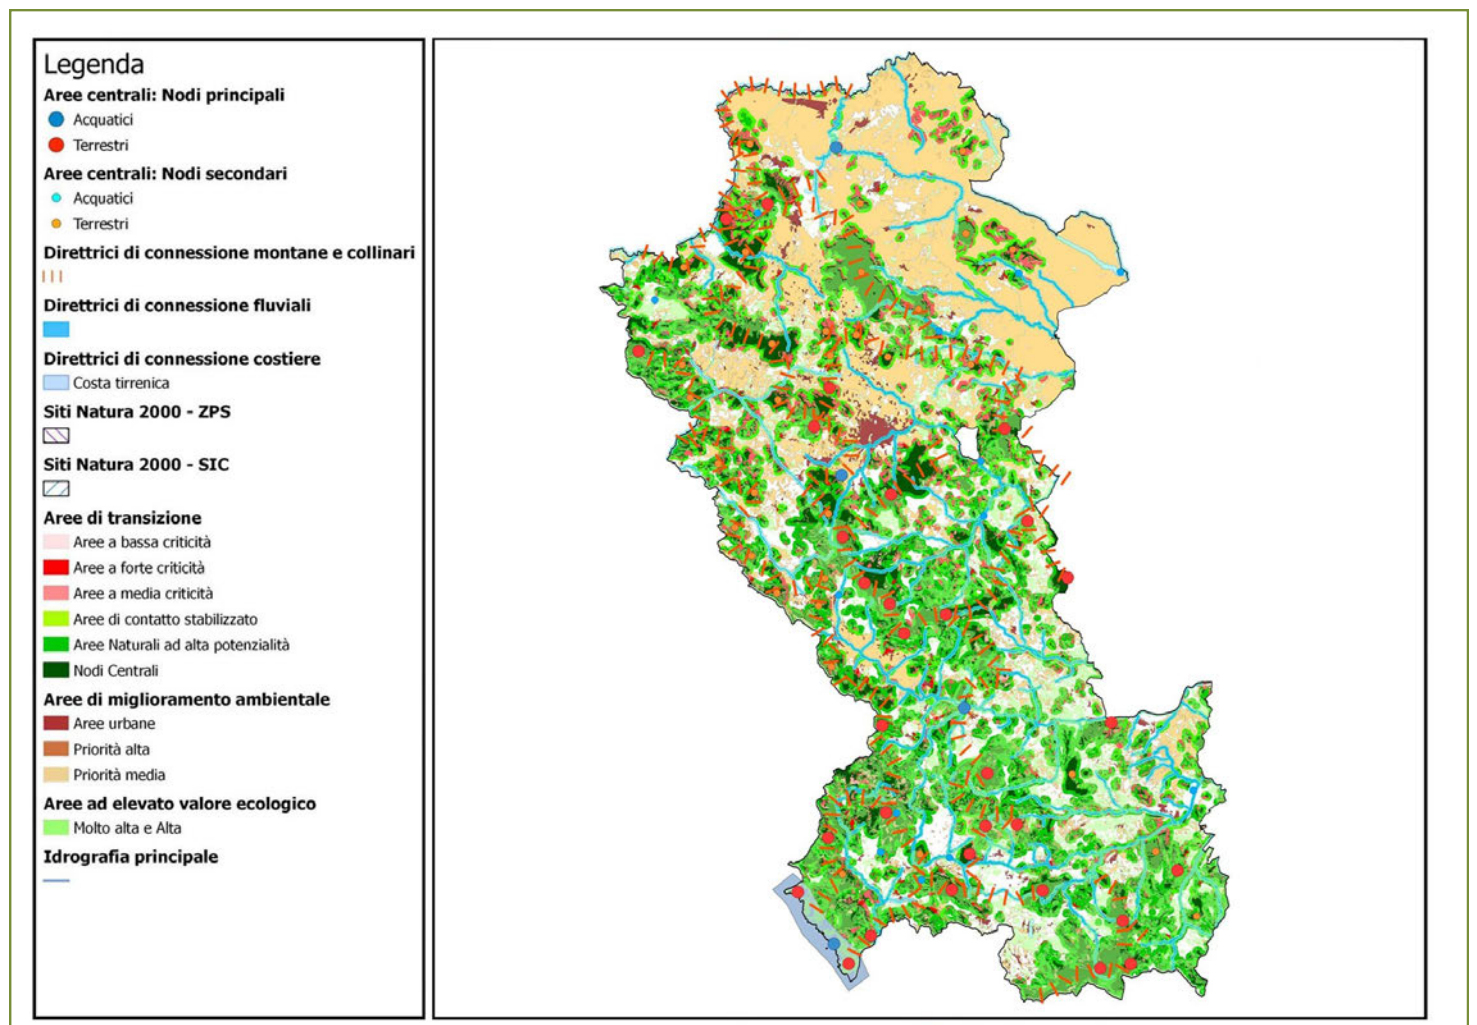 Legenda
Aree centrali: Nodi principali
Acquatici
Terrestri
Aree centrali: Nodi secondari
Acquatici
Terrestri
Direttrici di connessione montane e collinari
Direttrici di connessione fluviali
Direttrici di connessione costiere
Costa tirrenica
Siti Natura 2000 - ZPS
Siti Natura 2000 - SIC
Aree di transizione
Aree a bassa criticità
Aree a forte criticità
Aree a media criticità
Aree di contatto stabilizzato
Aree Naturali ad alta potenzialità
Nodi Centrali
Aree di miglioramento ambientale
Aree urbane
Priorità alta
Priorità media
Aree ad elevato valore ecologico
Molto alta e Alta
Idrografia principale